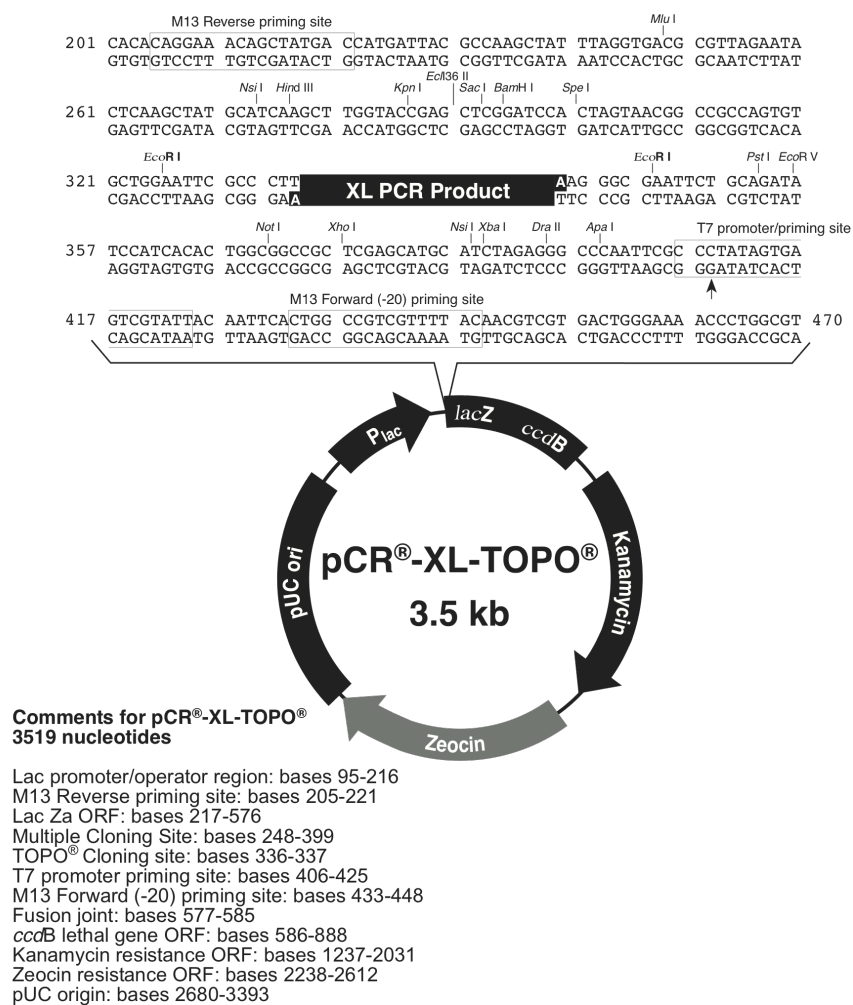 M13 Reverse priming site
Mlu I
201 CACACAGGAA ACAGCTATGA CCATGATTAC GCCAAGCTAT TTAGGTGACG CGTTAGAATA
GTGTGTCCTT TGTCGATACT GGTACTAATG CGGTTCGATA AATCCACTGC GCAATCTTAT
Nsi I Hind III Kpn I Ecl136 II Sac I BamH I Spe I
261 CTCAAGCTAT GCATCAAGCT TGGTACCGAG CTCGGATCCA CTAGTAACGG CCGCCAGTGT
GAGTTCGATA CGTAGTTCGA ACCATGGCTC GAGCCTAGGT GATCATTGCC GGCGGTCACA
EcoR I EcoR I Pst I EcoR V
321 GCTGGAATTC GCC CTT XL PCR Product AAG GGC GAATTCT GCAGATA
CGACCTTAAG CGG GAA TTC CCG CTTAAGA CGTCTAT
Not I Xho I Nsi I Xba I Dra II Apa I T7 promoter/priming site
357 TCCATCACAC TGGCGGCCGC TCGAGCATGC ATCTAGAGGG CCCAATTCGC CCTATAGTGA
AGGTAGTGTG ACCGCCGGCG AGCTCGTACG TAGATCTCCC GGGTTAAGCG GGATATCACT
M13 Forward (-20) priming site
417 GTCGTATTAC AATTCACTGG CCGTCGTTTT ACAACGTCGT GACTGGGAAA ACCCTGGCGT 470
CAGCATAATG TTAAGTGACC GGCAGCAAAA TGTTGCAGCA CTGACCCTTT TGGGACCGCA
lacZ ccdB
Plac
Kanamycin
pUC ori
pCR®-XL-TOPO®
3.5 kb
Zeocin
Comments for pCR®-XL-TOPO®
3519 nucleotides
Lac promoter/operator region: bases 95-216
M13 Reverse priming site: bases 205-221
Lac Za ORF: bases 217-576
Multiple Cloning Site: bases 248-399
TOPO® Cloning site: bases 336-337
T7 promoter priming site: bases 406-425
M13 Forward (-20) priming site: bases 433-448
Fusion joint: bases 577-585
ccdB lethal gene ORF: bases 586-888
Kanamycin resistance ORF: bases 1237-2031
Zeocin resistance ORF: bases 2238-2612
pUC origin: bases 2680-3393